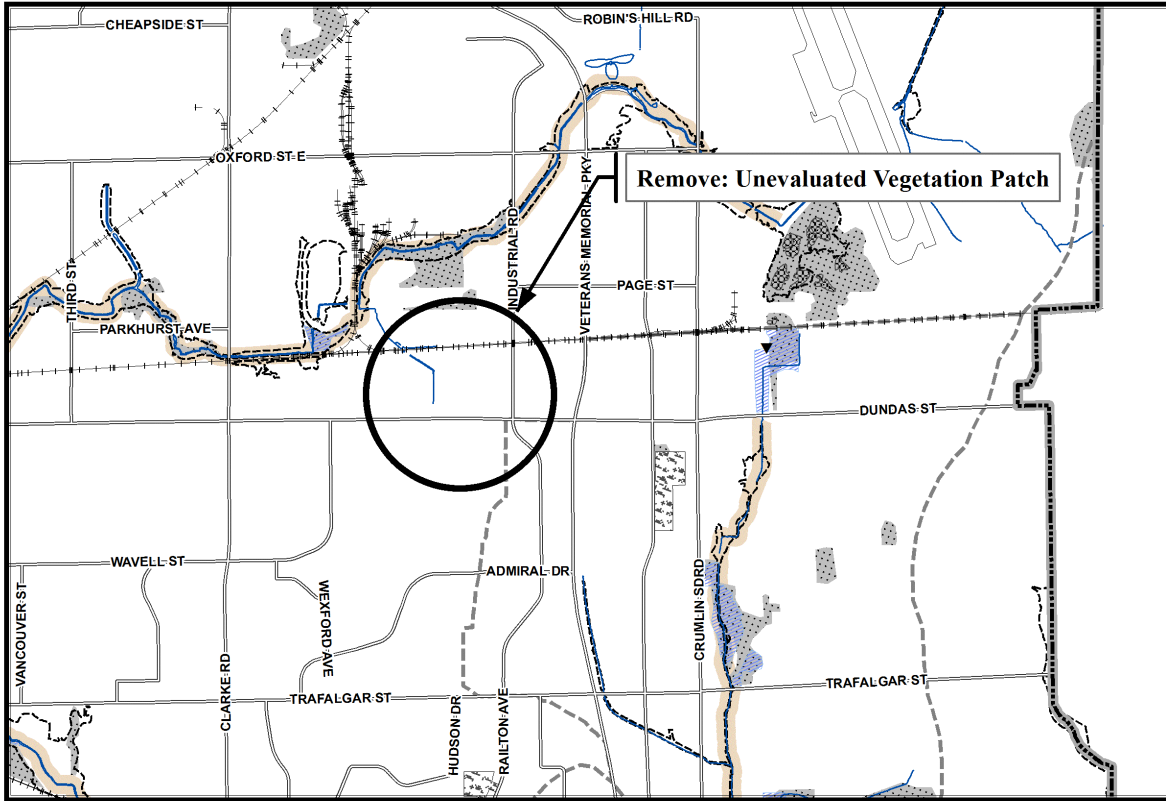 CHEAPSIDE ST
ROBIN'S HILL RD
OXFORD ST E
Remove: Unevaluated Vegetation Patch
THIRD ST
INDUSTRIAL RD
VETERANS MEMORIAL PKY
PAGE ST
PARKHURST AVE
DUNDAS ST
WAVELL ST
ADMIRAL DR
VANCOUVER ST
CLARKE RD
WEXFORD AVE
CRUMLIN SDRD
TRAFALGAR ST
TRAFALGAR ST
HUDSON DR
RAILTON AVE